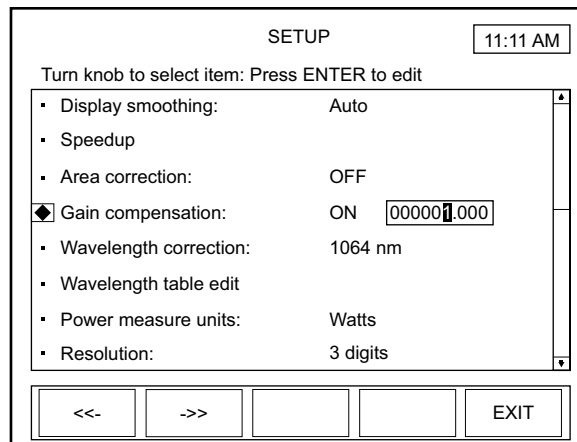 SETUP 11:11 AM
Turn knob to select item: Press ENTER to edit
Display smoothing: Auto
Speedup
Area correction: OFF
Gain compensation: ON 000001.000
Wavelength correction: 1064 nm
Wavelength table edit
Power measure units: Watts
Resolution: 3 digits
<<- ->> EXIT